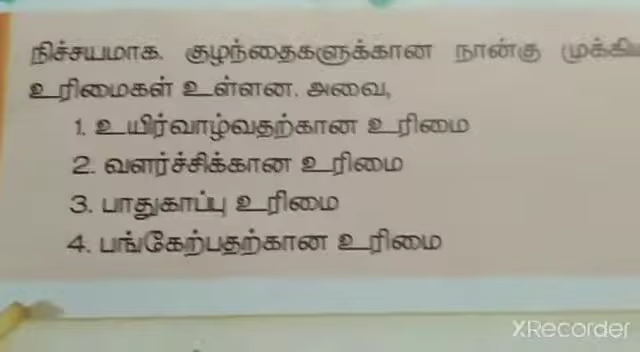 நிச்சயமாக. குழந்தைகளுக்கான நான்கு
உரிமைகள் உள்ளன. அவை,
1. உயிர்வாழ்வதற்கான உரிமை
2. வளர்ச்சிக்கான உரிமை
3. பாதுகாப்பு உரிமை
4. பங்கேற்பதற்கான உரிமை
XRecorder